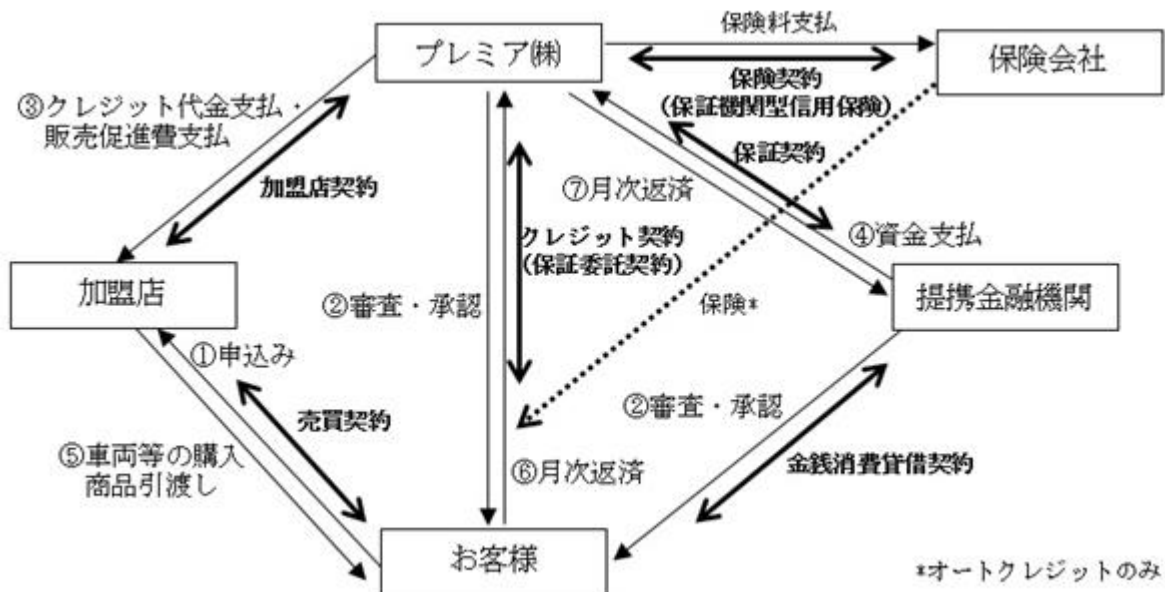 プレミア㈱
保険料支払
保険会社
保険契約
(保証機関型信用保険)
③クレジット代金支払・
販売促進費支払
保証契約
加盟店契約
⑦月次返済
④資金支払
クレジット契約
(保証委託契約)
加盟店
提携金融機関
②審査・承認
保険*
①申込み
②審査・承認
売買契約
⑤車両等の購入
商品引渡し
⑥月次返済
金銭消費貸借契約
お客様
*オートクレジットのみ